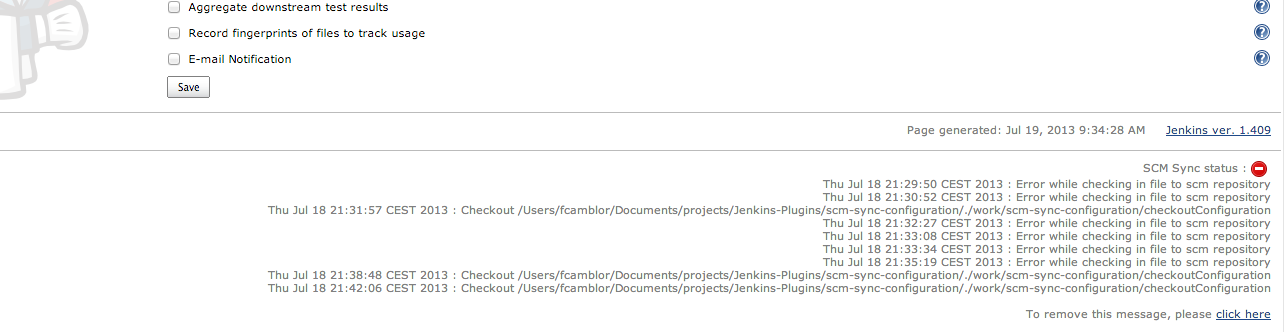 Aggregate downstream test results
Record fingerprints of files to track usage
E-mail Notification
Save
Page generated: Jul 19, 2013 9:34:28 AM Jenkins ver. 1.409
SCM Sync status :
Thu Jul 18 21:29:50 CEST 2013 : Error while checking in file to scm repository
Thu Jul 18 21:30:52 CEST 2013 : Error while checking in file to scm repository
Thu Jul 18 21:31:57 CEST 2013 : Checkout /Users/fcamblor/Documents/projects/Jenkins-Plugins/scm-sync-configuration/./work/scm-sync-configuration/checkoutConfiguration
Thu Jul 18 21:32:27 CEST 2013 : Error while checking in file to scm repository
Thu Jul 18 21:33:08 CEST 2013 : Error while checking in file to scm repository
Thu Jul 18 21:33:34 CEST 2013 : Error while checking in file to scm repository
Thu Jul 18 21:35:19 CEST 2013 : Error while checking in file to scm repository
Thu Jul 18 21:38:48 CEST 2013 : Checkout /Users/fcamblor/Documents/projects/Jenkins-Plugins/scm-sync-configuration/./work/scm-sync-configuration/checkoutConfiguration
Thu Jul 18 21:42:06 CEST 2013 : Checkout /Users/fcamblor/Documents/projects/Jenkins-Plugins/scm-sync-configuration/./work/scm-sync-configuration/checkoutConfiguration
To remove this message, please click here